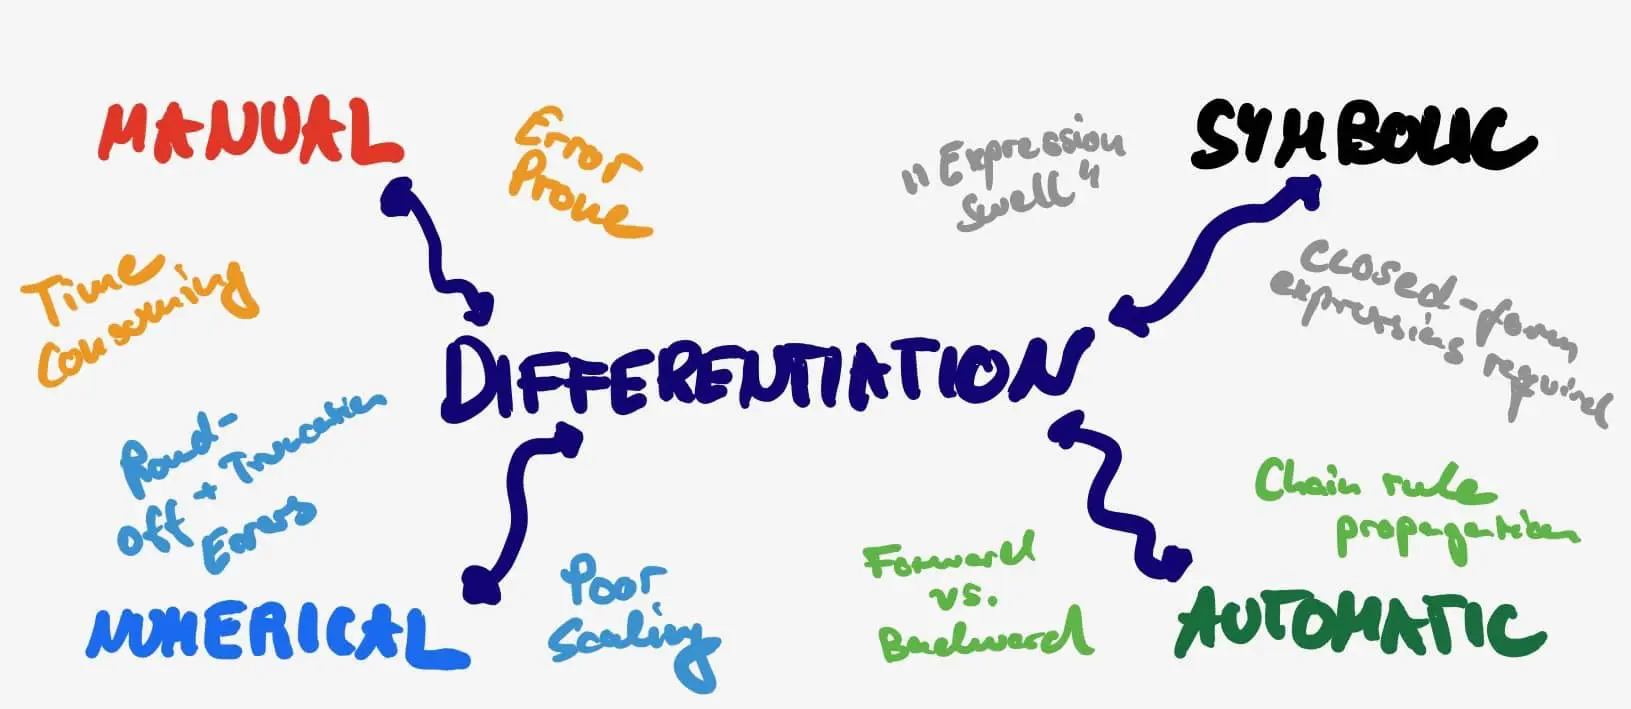 MANUAL
Error
Prone
"Expression
Swell"
SYMBOLIC
Time
Consuming
CLOSED-form
expressions required
DIFFERENTIATION
Round-
off + Truncation
Errors
Chain rule
propagation
Poor
Scaling
Forward
vs.
Backward
NUMERICAL
AUTOMATIC